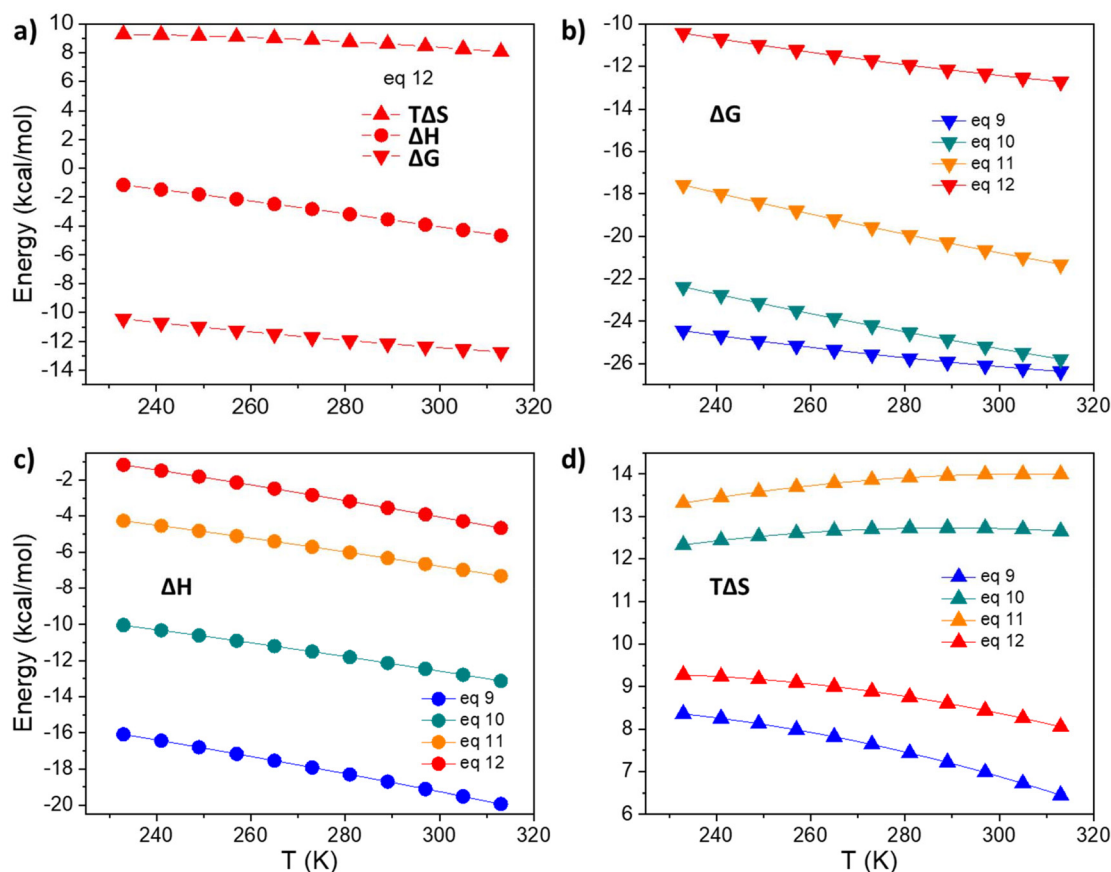 a)
10
8
6
4
2
0
-2
-4
-6
-8
-10
-12
-14
Energy (kcal/mol)
eq 12
TΔS
ΔH
ΔG
240
260
280
300
320
b)
-10
-12
-14
-16
-18
-20
-22
-24
-26
ΔG
eq 9
eq 10
eq 11
eq 12
240
260
280
300
320
c)
-2
-4
-6
-8
-10
-12
-14
-16
-18
-20
Energy (kcal/mol)
ΔH
eq 9
eq 10
eq 11
eq 12
240
260
280
300
320
T (K)
d)
14
13
12
11
10
9
8
7
6
TΔS
eq 9
eq 10
eq 11
eq 12
240
260
280
300
320
T (K)